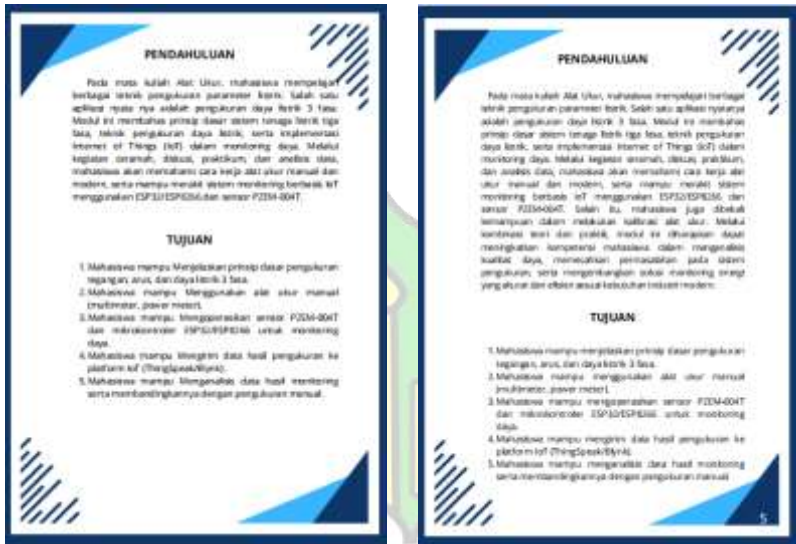 PENDAHULUAN
Pada mata kuliah Alat Ukur, mahasiswa mempelajari
berbagai teknik pengukuran parameter listrik. Salah satu
aplikasi nyata nya adalah pengukuran daya listrik 3 fasa.
Modul ini membahas prinsip dasar sistem tenaga listrik tiga
fasa, teknik pengukuran daya listrik, serta implementasi
Internet of Things (IoT) dalam monitoring daya. Melalui
kegiatan ceramah, diskusi, praktikum, dan analisis data,
mahasiswa akan memahami cara kerja alat ukur manual dan
modern, serta mampu merakit sistem monitoring berbasis IoT
menggunakan ESP32/ESP8266 dan sensor PZEM-004T.
TUJUAN
1. Mahasiswa mampu Menjelaskan prinsip dasar pengukuran
tegangan, arus, dan daya listrik 3 fasa.
2. Mahasiswa mampu Menggunakan alat ukur manual
(multimeter, power meter).
3. Mahasiswa mampu Mengoperasikan sensor PZEM-004T
dan mikrokontroler ESP32/ESP8266 untuk monitoring
daya.
4. Mahasiswa mampu Mengirim data hasil pengukuran ke
platform IoT (ThingSpeak/Blynk).
5. Mahasiswa mampu Menganalisis data hasil monitoring
serta membandingkannya dengan pengukuran manual.
PENDAHULUAN
Pada mata kuliah Alat Ukur, mahasiswa mempelajari berbagai
teknik pengukuran parameter listrik. Salah satu aplikasi nyatanya
adalah pengukuran daya listrik 3 fasa. Modul ini membahas
prinsip dasar sistem tenaga listrik tiga fasa, teknik pengukuran
daya listrik, serta implementasi Internet of Things (IoT) dalam
monitoring daya. Melalui kegiatan ceramah, diskusi, praktikum,
dan analisis data, mahasiswa akan memahami cara kerja alat
ukur manual dan modern, serta mampu merakit sistem
monitoring berbasis IoT menggunakan ESP32/ESP8266 dan
sensor PZEM-004T. Selain itu, mahasiswa juga dibekali
kemampuan dalam melakukan kalibrasi alat ukur. Melalui
kombinasi teori dan praktik, modul ini diharapkan dapat
meningkatkan kompetensi mahasiswa dalam menganalisis
kualitas daya, memecahkan permasalahan pada sistem
pengukuran, serta mengembangkan solusi monitoring energi
yang akurat dan efisien sesuai kebutuhan industri modern.
TUJUAN
1. Mahasiswa mampu menjelaskan prinsip dasar pengukuran
tegangan, arus, dan daya listrik 3 fasa.
2. Mahasiswa mampu menggunakan alat ukur manual
(multimeter, power meter).
3. Mahasiswa mampu mengoperasikan sensor PZEM-004T
dan mikrokontroler ESP32/ESP8266 untuk monitoring
daya.
4. Mahasiswa mampu mengirim data hasil pengukuran ke
platform IoT (ThingSpeak/Blynk).
5. Mahasiswa mampu menganalisis data hasil monitoring
serta membandingkannya dengan pengukuran manual.
5